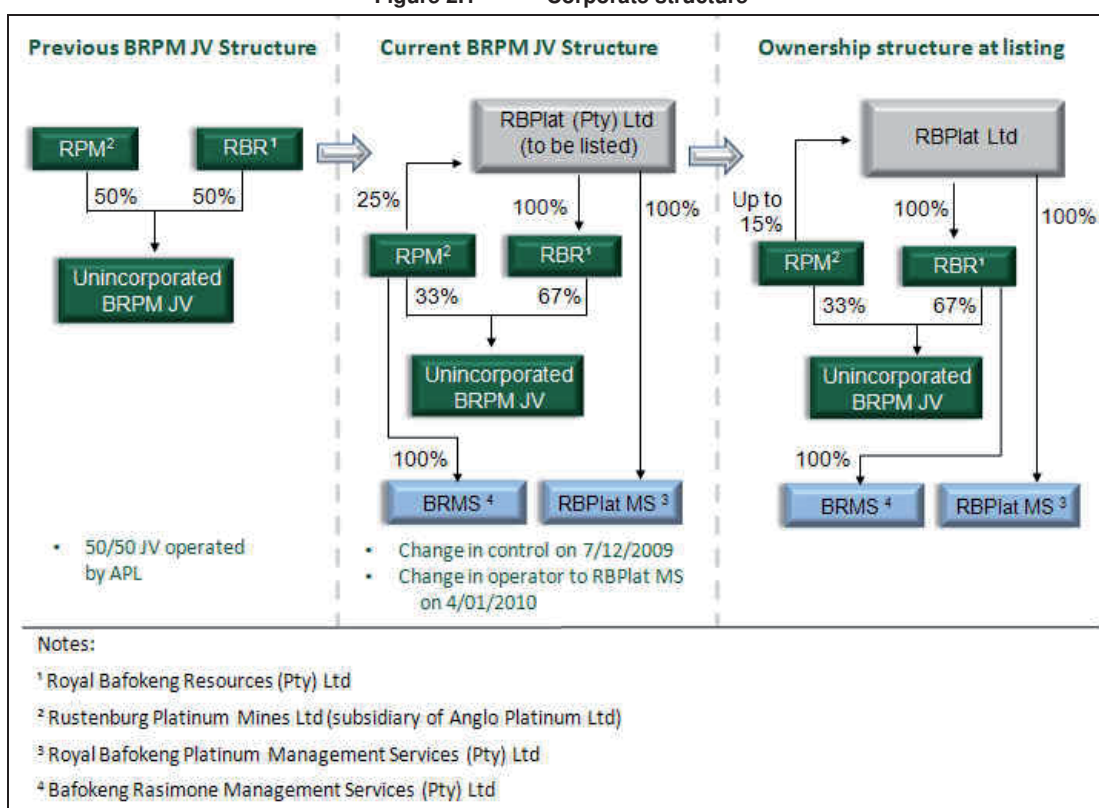 Figure 2.1 Corporate structure
Previous BRPM JV Structure
RPM²
RBR¹
50%
50%
Unincorporated
BRPM JV
• 50/50 JV operated
by APL
Current BRPM JV Structure
RBPlat (Pty) Ltd
(to be listed)
25%
100%
100%
RPM²
RBR¹
33%
67%
Unincorporated
BRPM JV
100%
BRMS ⁴
RBPlat MS ³
• Change in control on 7/12/2009
• Change in operator to RBPlat MS
on 4/01/2010
Ownership structure at listing
RBPlat Ltd
Up to
15%
100%
100%
RPM²
RBR¹
33%
67%
Unincorporated
BRPM JV
100%
BRMS ⁴
RBPlat MS ³
Notes:
¹ Royal Bafokeng Resources (Pty) Ltd
² Rustenburg Platinum Mines Ltd (subsidiary of Anglo Platinum Ltd)
³ Royal Bafokeng Platinum Management Services (Pty) Ltd
⁴ Bafokeng Rasimone Management Services (Pty) Ltd